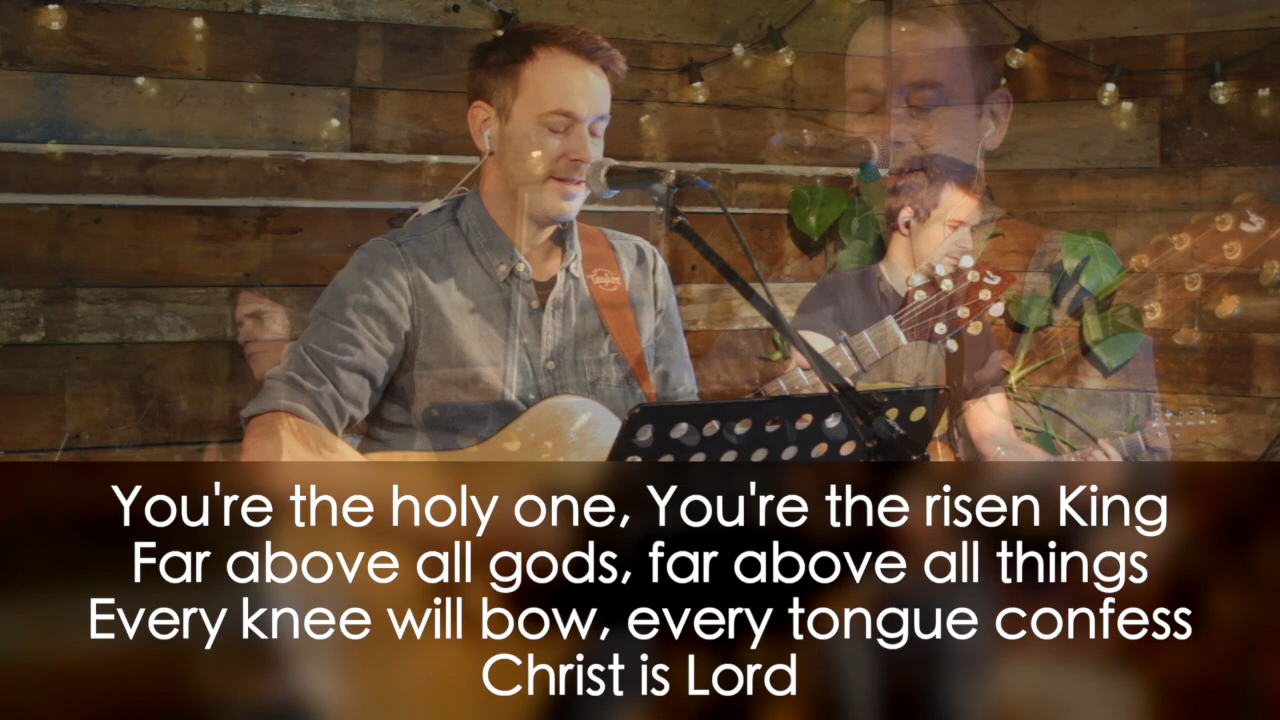 You're the holy one, You're the risen King
Far above all gods, far above all things
Every knee will bow, every tongue confess
Christ is Lord